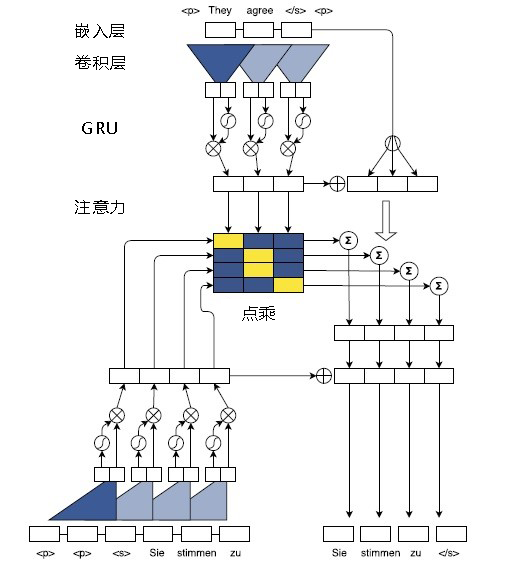 <p> They agree </s> <p>
嵌入层
卷积层
GRU
注意力
Σ
Σ
Σ
Σ
点乘
<p> <p> <s> Sie stimmen zu
Sie stimmen zu </s>